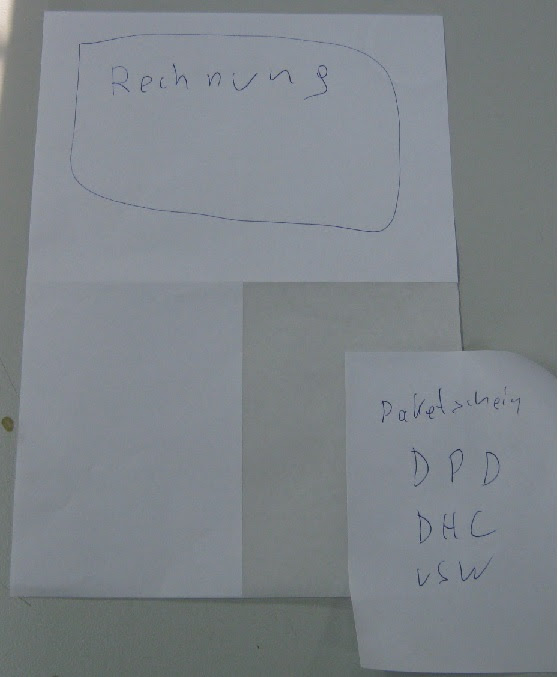 Rechnung
Paketschein
DPD
DHL
usw